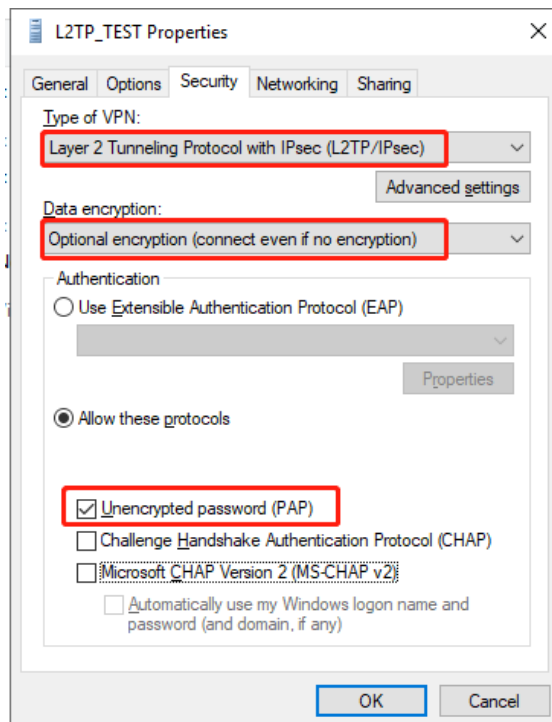 L2TP_TEST Properties
General Options Security Networking Sharing
Type of VPN:
Layer 2 Tunneling Protocol with IPsec (L2TP/IPsec)
Advanced settings
Data encryption:
Optional encryption (connect even if no encryption)
Authentication
Use Extensible Authentication Protocol (EAP)
Properties
Allow these protocols
Unencrypted password (PAP)
Challenge Handshake Authentication Protocol (CHAP)
Microsoft CHAP Version 2 (MS-CHAP v2)
Automatically use my Windows logon name and
password (and domain, if any)
OK Cancel